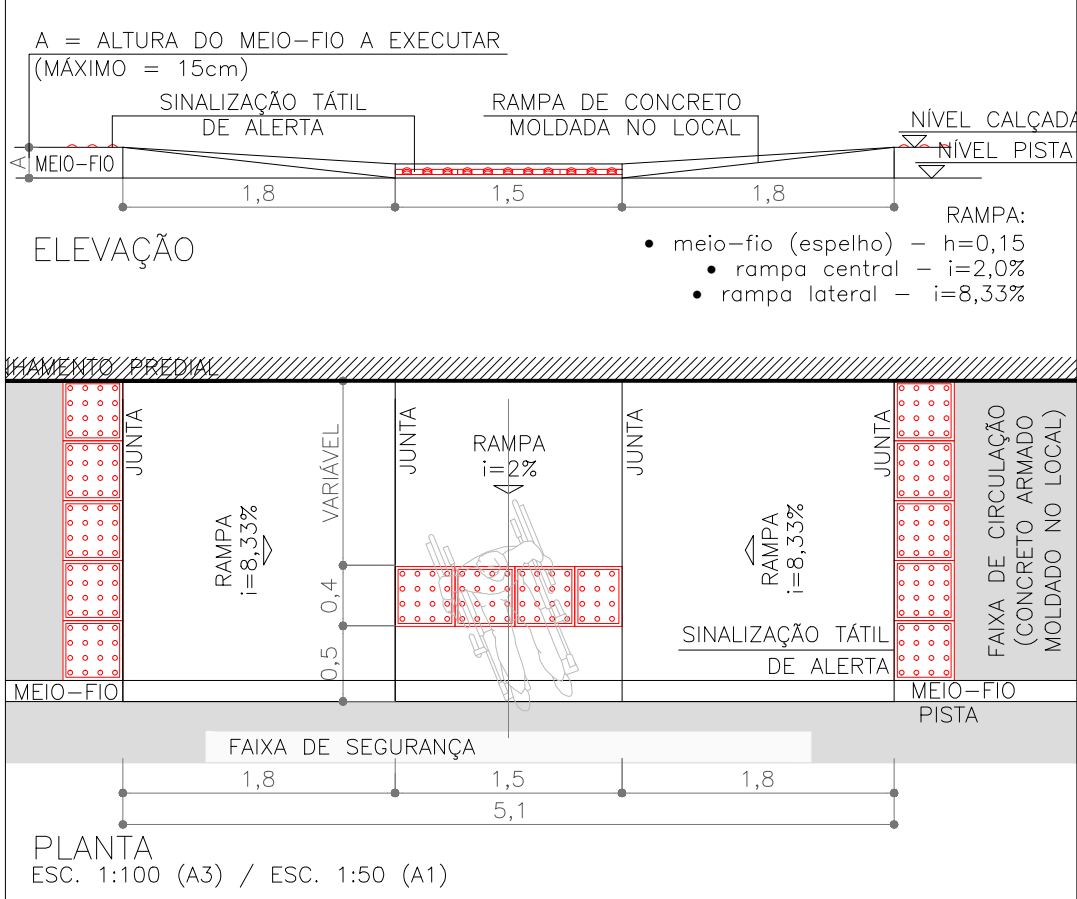 A = ALTURA DO MEIO-FIO A EXECUTAR
(MÁXIMO = 15cm)
SINALIZAÇÃO TÁTIL
DE ALERTA
RAMPA DE CONCRETO
MOLDADA NO LOCAL
NÍVEL CALÇADA
NÍVEL PISTA
A
MEIO-FIO
1,8
1,5
1,8
ELEVAÇÃO
RAMPA:
• meio-fio (espelho) - h=0,15
• rampa central - i=2,0%
• rampa lateral - i=8,33%
NHAMENTO PREDIAL
JUNTA
VARIÁVEL
JUNTA
RAMPA
i=2%
JUNTA
JUNTA
RAMPA
i=8,33%
RAMPA
i=8,33%
FAIXA DE CIRCULAÇÃO
(CONCRETO ARMADO
MOLDADO NO LOCAL)
0,4
0,5
SINALIZAÇÃO TÁTIL
DE ALERTA
MEIO-FIO
MEIO-FIO
PISTA
FAIXA DE SEGURANÇA
1,8
1,5
1,8
5,1
PLANTA
ESC. 1:100 (A3) / ESC. 1:50 (A1)